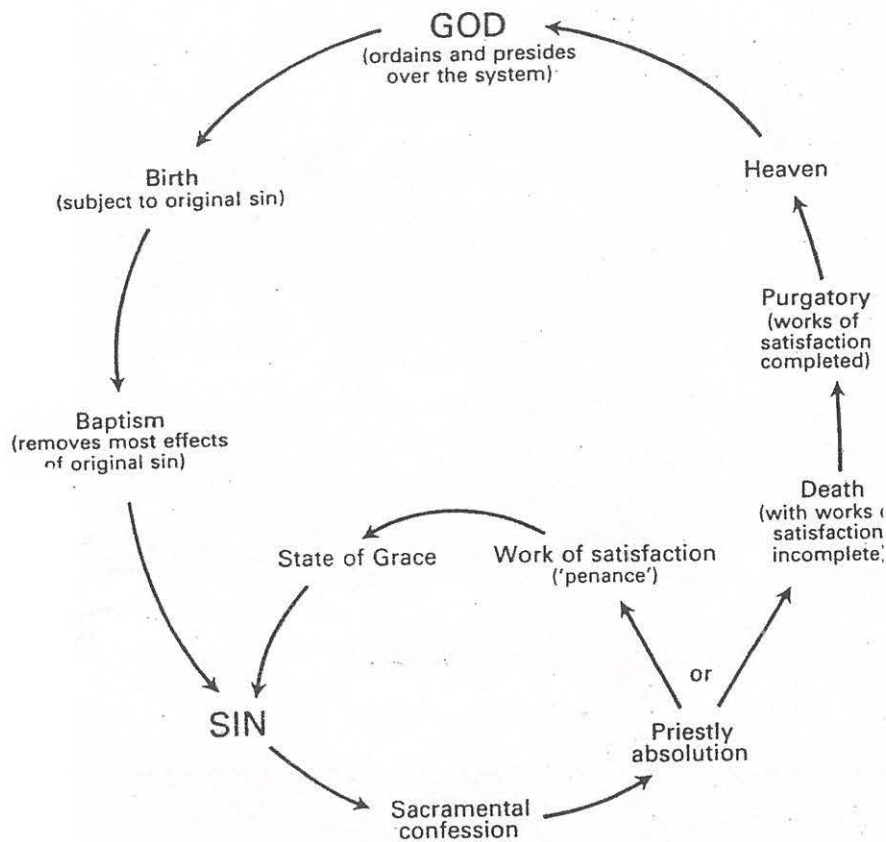 GOD
(ordains and presides
over the system)
Birth
(subject to original sin)
Heaven
Purgatory
(works of
satisfaction
completed)
Baptism
(removes most effects
of original sin)
Death
(with works
satisfaction
incomplete)
State of Grace
Work of satisfaction
('penance')
or
SIN
Priestly
absolution
Sacramental
confession